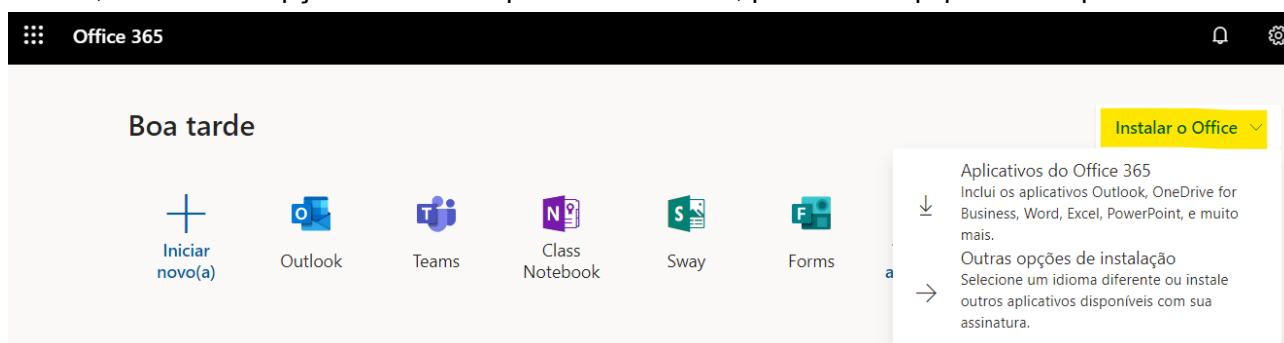 Office 365
Boa tarde
Instalar o Office
Aplicativos do Office 365
Inclui os aplicativos Outlook, OneDrive for
Business, Word, Excel, PowerPoint, e muito
mais.
Outras opções de instalação
Selecione um idioma diferente ou instale
outros aplicativos disponíveis com sua
assinatura.
Iniciar
novo(a)
Outlook
Teams
Class
Notebook
Sway
Forms
a